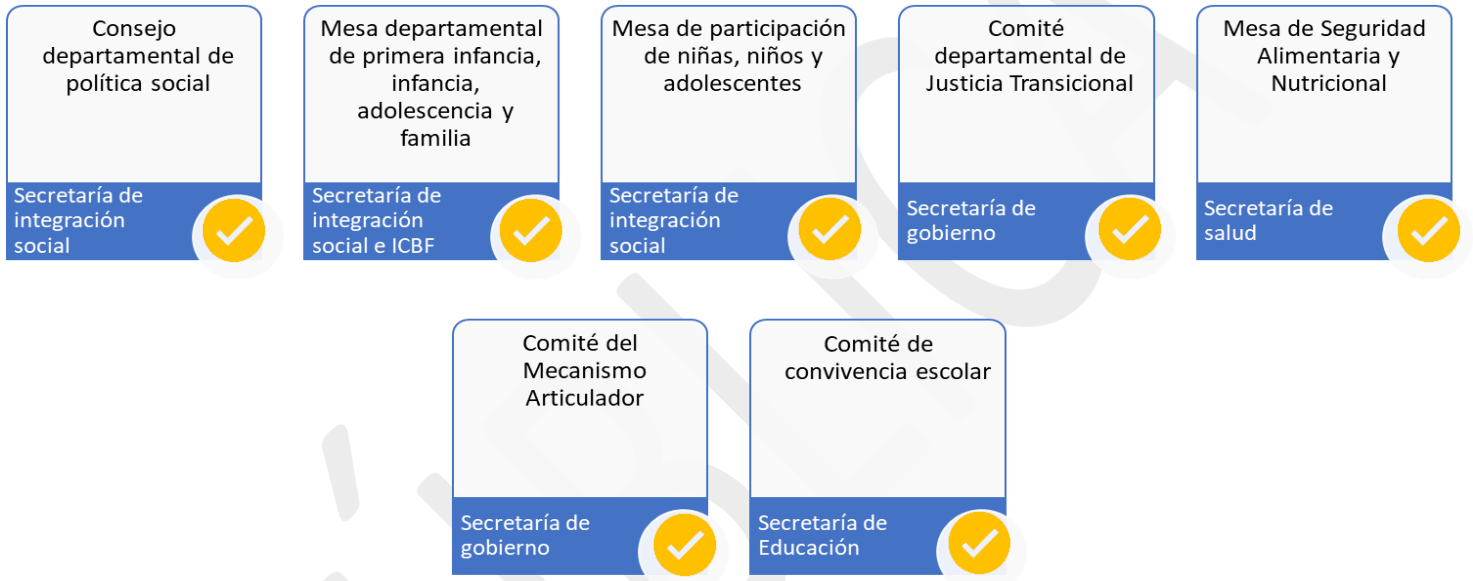 Consejo
departamental de
política social
Secretaría de
integración
social
Mesa departamental
de primera infancia,
infancia,
adolescencia y
familia
Secretaría de
integración
social e ICBF
Mesa de participación
de niñas, niños y
adolescentes
Secretaría de
integración
social
Comité
departamental de
Justicia Transicional
Secretaría de
gobierno
Mesa de Seguridad
Alimentaria y
Nutricional
Secretaría de
salud
Comité del
Mecanismo
Articulador
Secretaría de
gobierno
Comité de
convivencia escolar
Secretaría de
Educación